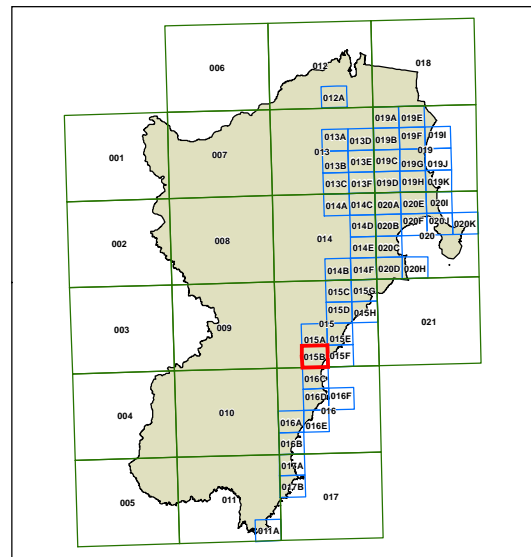 006 012 018
012A
019A 019E
001 007 013A 013D 019B 019F 019I
013 019
013B 013E 019C 019G 019J
013C 013F 019D 019H 019K
014A 014C 020A 020E 020I
002 008 014 014D 020B 020F 020J 020K
020
014E 020C
014B 014F 020D 020H
003 009 015C 015G 021
015D 015H
015
015A 015E
015B 015F
016C
004 010 016D 016F
016
016A 016E
016B
017A
005 011 017B 017
011A